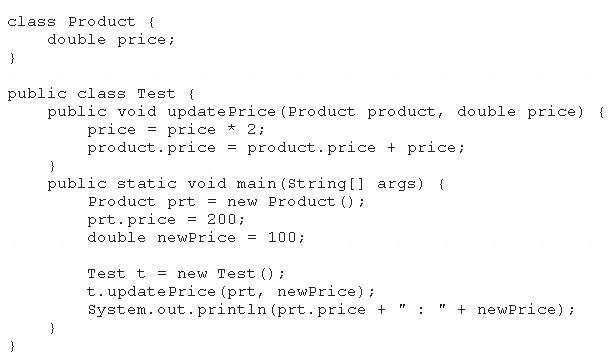 class Product {
    double price;
}

public class Test {
    public void updatePrice(Product product, double price) {
        price = price * 2;
        product.price = product.price + price;
    }
    public static void main(String[] args) {
        Product prt = new Product();
        prt.price = 200;
        double newPrice = 100;

        Test t = new Test();
        t.updatePrice(prt, newPrice);
        System.out.println(prt.price + " : " + newPrice);
    }
}